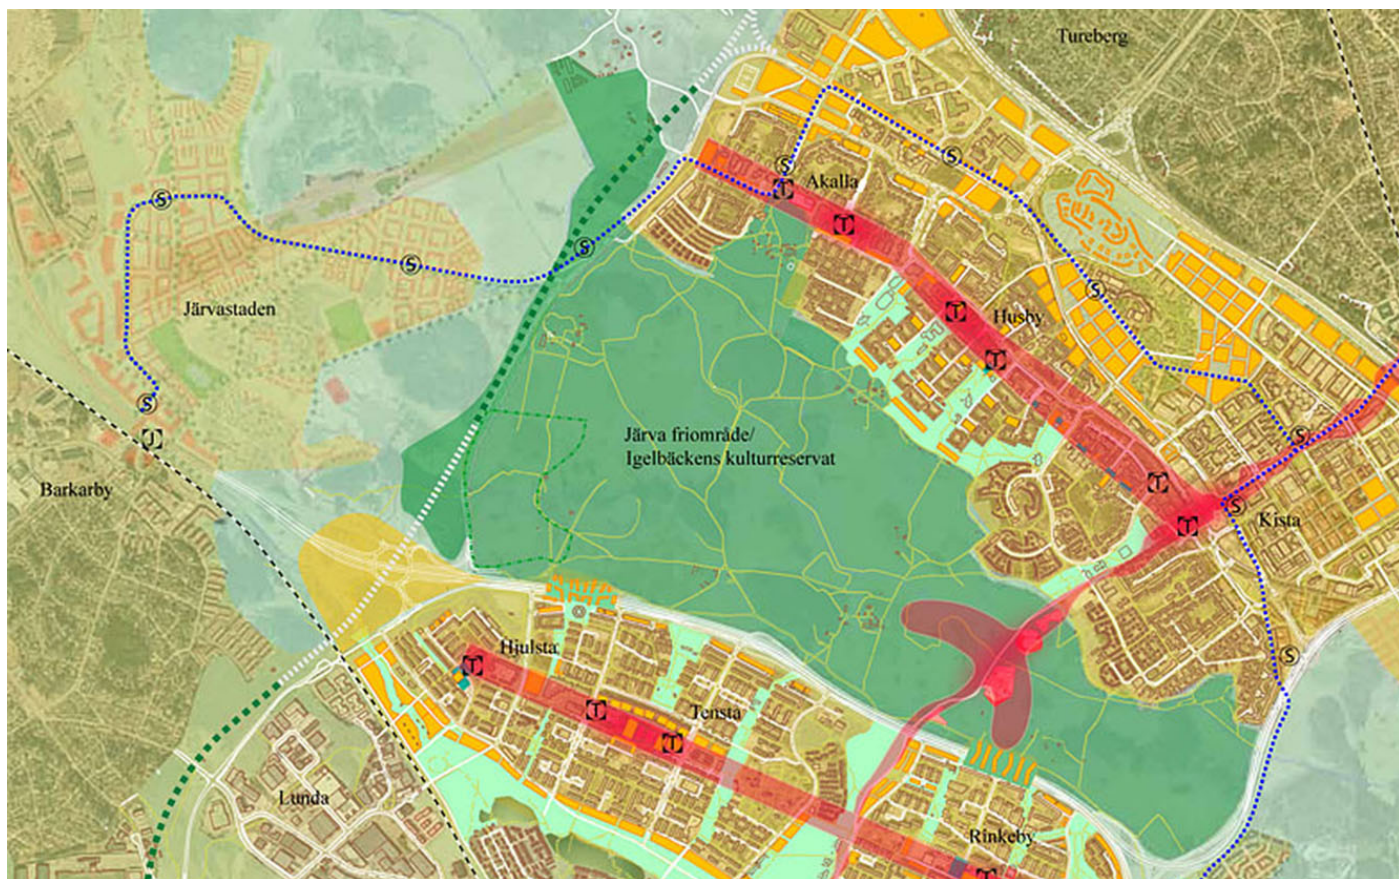 Tureberg
S
S
T
Akalla
S
T
S
S
S
Järvastaden
T
Husby
T
S
J
Järva friområde/
Igelbäckens kulturreservat
S
Barkarby
T
S
T
Kista
Hjulsta
T
S
T
Tensta
T
Lunda
Rinkeby
T